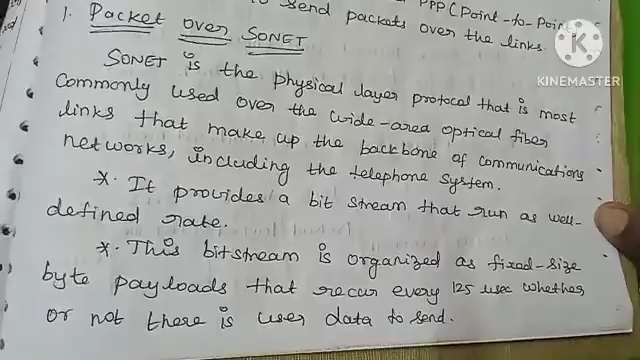 PPP (Point-to-Point
to send packets over the links.
1. Packet over SONET
SONET is the physical layer protocal that is most
commonly used over the wide-area optical fiber
links that make up the backbone of communications
networks, including the telephone system.
*. It provides a bit stream that run as well-
defined rate.
*. This bitstream is organized as fixed-size
byte payloads that recur every 125 usec whether
or not there is user data to send.
K
KINEMASTER